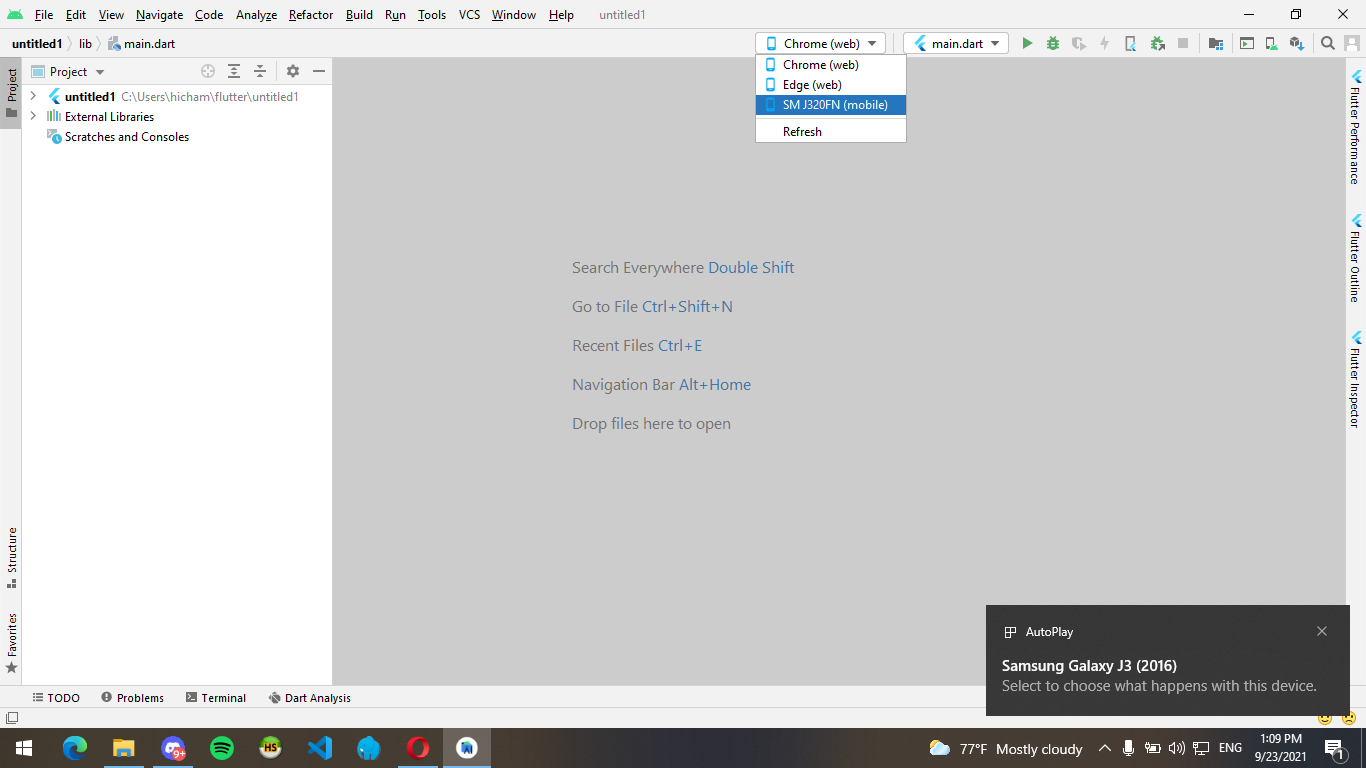 File Edit View Navigate Code Analyze Refactor Build Run Tools VCS Window Help untitled1
untitled1 lib main.dart
Chrome (web)
main.dart
Chrome (web)
Edge (web)
SM J320FN (mobile)
Refresh
Project
Project
untitled1 C:\Users\hicham\flutter\untitled1
External Libraries
Scratches and Consoles
Structure
Favorites
Search Everywhere Double Shift
Go to File Ctrl+Shift+N
Recent Files Ctrl+E
Navigation Bar Alt+Home
Drop files here to open
Flutter Performance
Flutter Outline
Flutter Inspector
AutoPlay
Samsung Galaxy J3 (2016)
Select to choose what happens with this device.
TODO Problems Terminal Dart Analysis
9+
HS
77°F Mostly cloudy
ENG
1:09 PM
9/23/2021
1